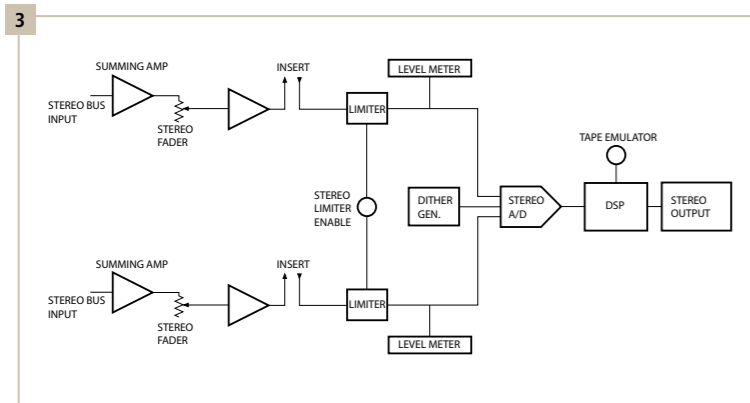 3
SUMMING AMP
STEREO BUS
INPUT
STEREO
FADER
INSERT
LIMITER
LEVEL METER
STEREO
LIMITER
ENABLE
DITHER
GEN.
STEREO
A/D
TAPE EMULATOR
DSP
STEREO
OUTPUT
SUMMING AMP
STEREO BUS
INPUT
STEREO
FADER
INSERT
LIMITER
LEVEL METER